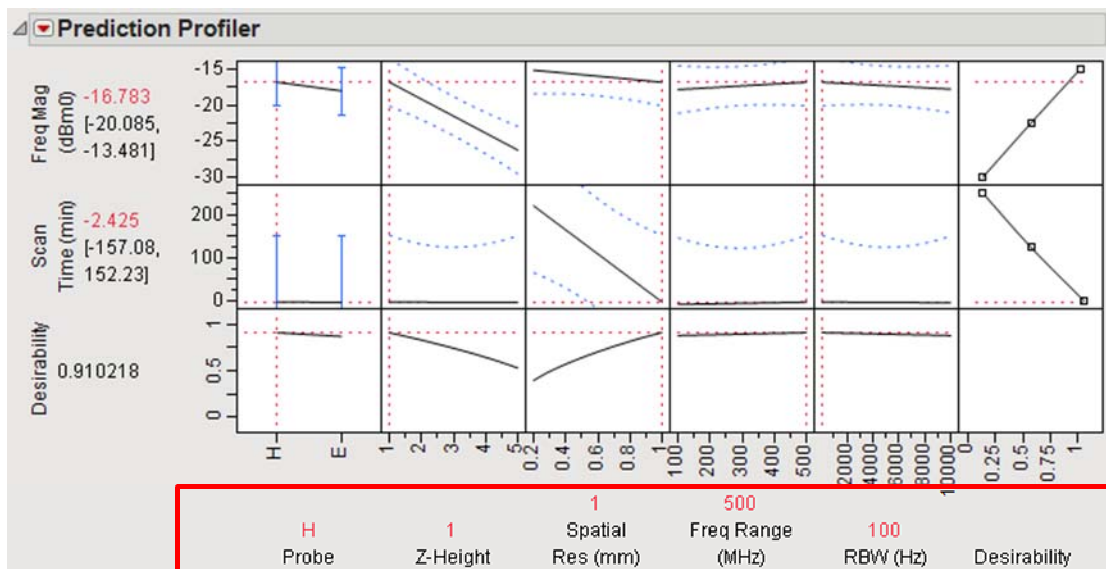 Prediction Profiler
Freq Mag
(dBm0)
-16.783
[-20.085,
-13.481]
-15
-20
-25
-30
Scan
Time (min)
-2.425
[-157.08,
152.23]
200
100
0
Desirability
0.910218
1
0.5
0
H
E
1
2
3
4
5
0.2
0.4
0.6
0.8
1
100
200
300
400
500
2000
4000
6000
8000
10000
0
0.25
0.5
0.75
1
H
Probe
1
Z-Height
1
Spatial
Res (mm)
500
Freq Range
(MHz)
100
RBW (Hz)
Desirability